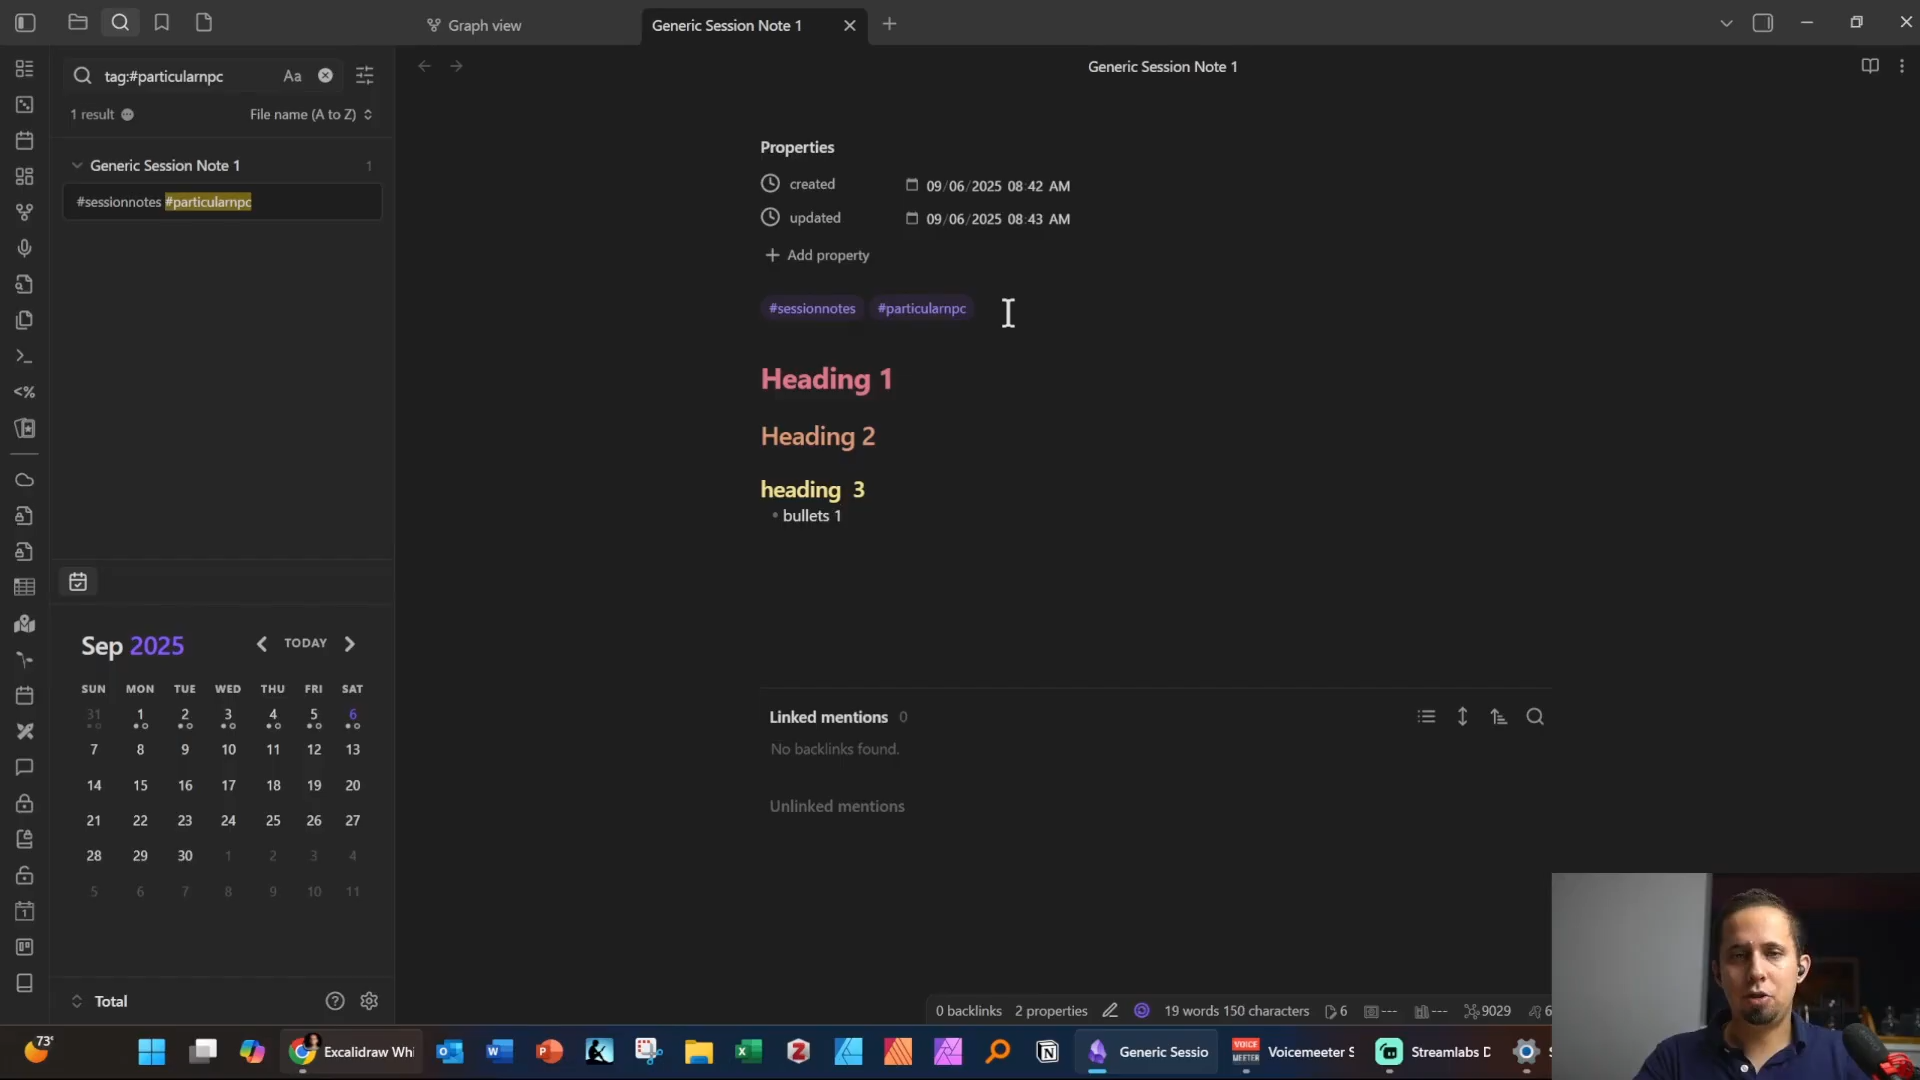 Graph view
Generic Session Note 1
tag:#particularnpc
Aa
1 result
File name (A to Z)
Generic Session Note 1
1
#sessionnotes #particularnpc
Generic Session Note 1
Properties
created 09/06/2025 08:42 AM
updated 09/06/2025 08:43 AM
Add property
#sessionnotes #particularnpc
Heading 1
Heading 2
heading 3
bullets 1
Linked mentions 0
No backlinks found.
Unlinked mentions
Sep 2025
TODAY
SUN MON TUE WED THU FRI SAT
31 1 2 3 4 5 6
7 8 9 10 11 12 13
14 15 16 17 18 19 20
21 22 23 24 25 26 27
28 29 30 1 2 3 4
5 6 7 8 9 10 11
Total
0 backlinks 2 properties 19 words 150 characters 6 --- --- 9029 6
73°
Excalidraw Whi
Generic Sessio
VOICE MEETER
Voicemeeter S
Streamlabs D